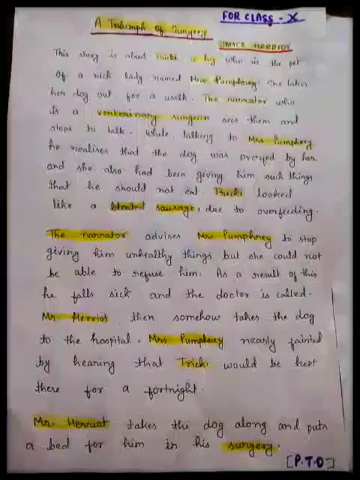 FOR CLASS - X
A Triumph of Surgery
JAMES HERRIOT
This story is about Tricki a dog who is the pet
of a rich lady named Mrs. Pumphrey. She takes
her dog out for a walk. The narrator who
is a venteninary surgeon sees them and
stops to talk. While talking to Mrs Pumphrey
he realises that the dog was overyed by her
and she also had been giving him such things
that he should not eat Tricki looked
like a bloated sausage, due to overfeeding.
The narrator advises Mrs Pumphrey to stop
giving him unhealthy things but she could not
be able to refuse him. As a result of this
he falls sick and the doctor is called.
Mr Herriot then somehow takes the dog
to the hospital. Mrs Pumphrey nearly fainted
by hearing that Tricki would be kept
there for a fortnight.
Mr. Herriot takes the dog along and puts
a bed for him in his surgery.
[P.T.O]